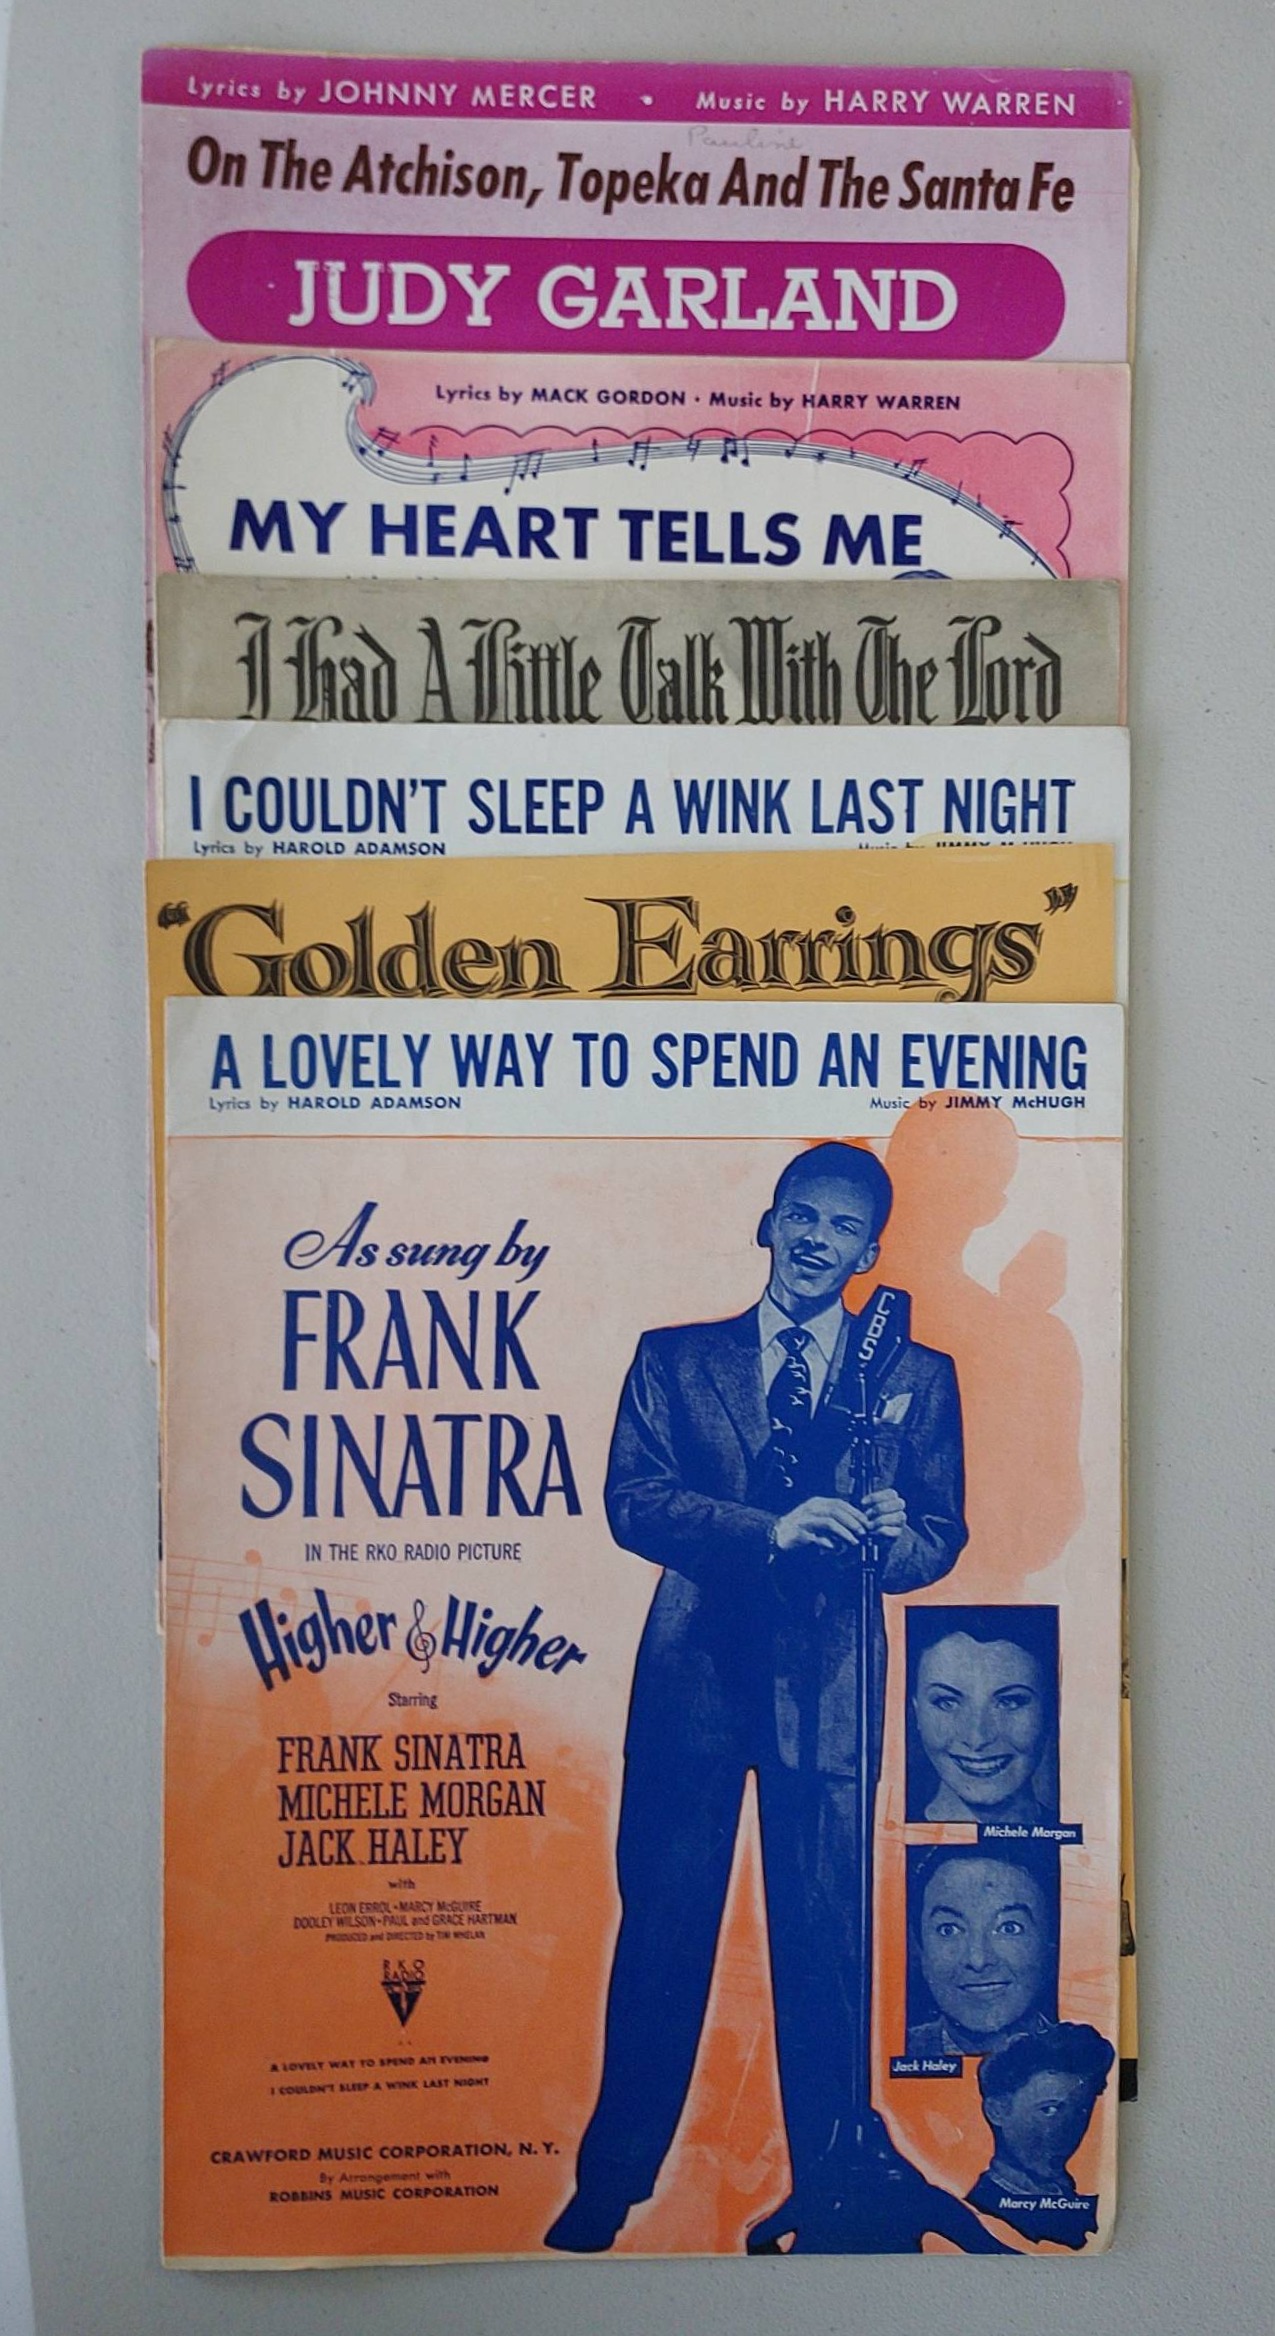 Lyrics by JOHNNY MERCER • Music by HARRY WARREN
Pauline
On The Atchison, Topeka And The Santa Fe
JUDY GARLAND
Lyrics by MACK GORDON • Music by HARRY WARREN
MY HEART TELLS ME
I Had A Little Talk With The Lord
I COULDN'T SLEEP A WINK LAST NIGHT
Lyrics by HAROLD ADAMSON Music by JIMMY McHUGH
"Golden Earrings"
A LOVELY WAY TO SPEND AN EVENING
Lyrics by HAROLD ADAMSON Music by JIMMY McHUGH
As sung by
FRANK
SINATRA
CBS
IN THE RKO RADIO PICTURE
Higher & Higher
Starring
FRANK SINATRA
MICHELE MORGAN
JACK HALEY
with
LEON ERROL • MARCY McGUIRE
DOOLEY WILSON • PAUL and GRACE HARTMAN
PRODUCED and DIRECTED by TIM WHELAN
RKO
RADIO
A LOVELY WAY TO SPEND AN EVENING
I COULDN'T SLEEP A WINK LAST NIGHT
CRAWFORD MUSIC CORPORATION, N. Y.
By Arrangement with
ROBBINS MUSIC CORPORATION
Michele Morgan
Jack Haley
Marcy McGuire